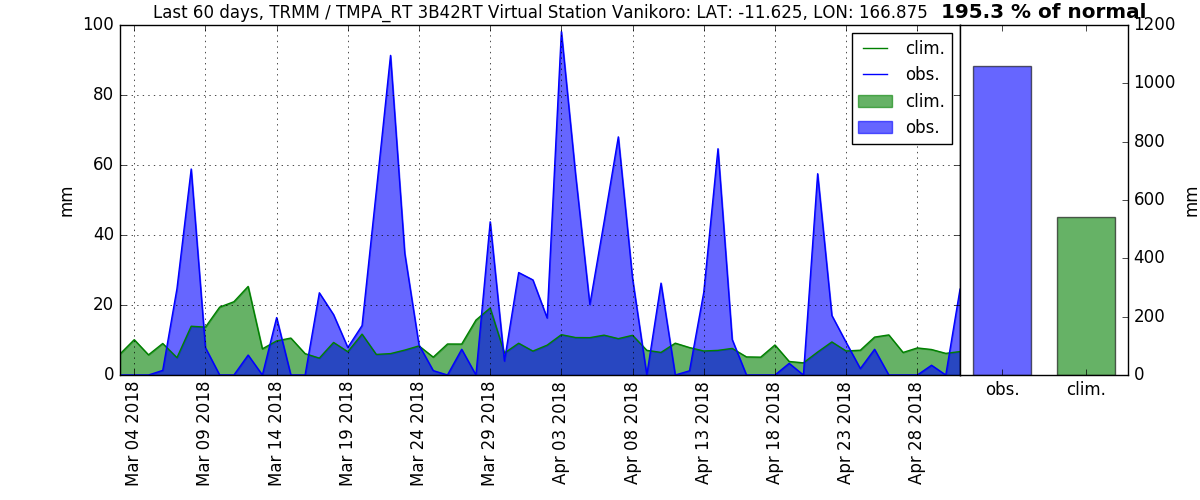 Last 60 days, TRMM / TMPA_RT 3B42RT Virtual Station Vanikoro: LAT: -11.625, LON: 166.875 195.3 % of normal
100
80
60
40
20
0
mm
clim.
obs.
clim.
obs.
1200
1000
800
600
400
200
0
mm
Mar 04 2018
Mar 09 2018
Mar 14 2018
Mar 19 2018
Mar 24 2018
Mar 29 2018
Apr 03 2018
Apr 08 2018
Apr 13 2018
Apr 18 2018
Apr 23 2018
Apr 28 2018
obs.
clim.